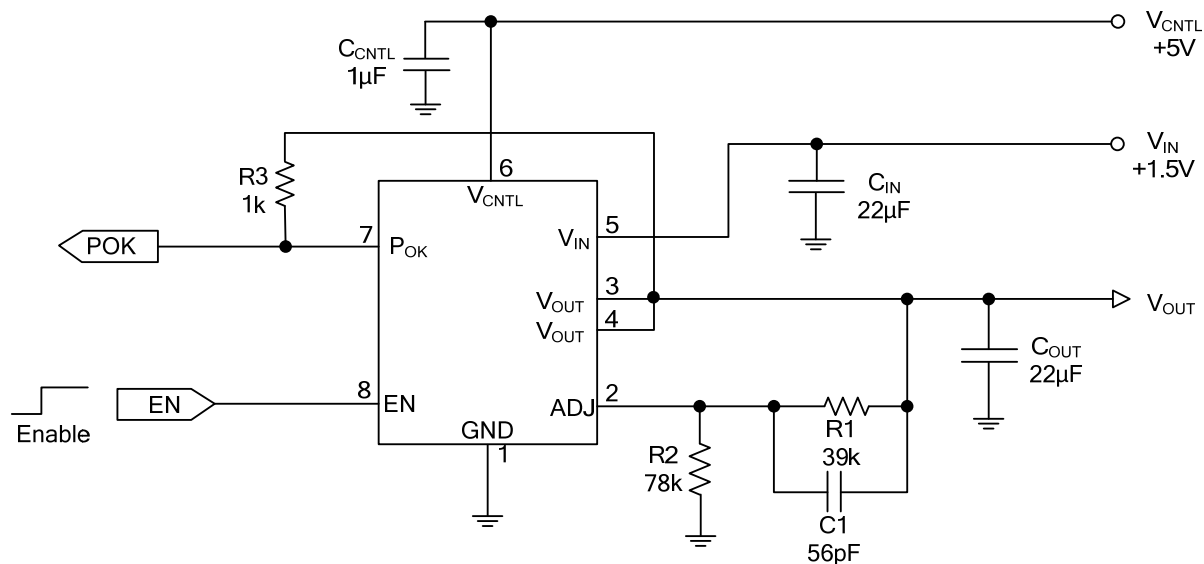 V_CNTL
+5V
C_CNTL
1µF
V_IN
+1.5V
C_IN
22µF
R3
1k
6
V_CNTL
5
V_IN
POK
7
P_OK
3
V_OUT
4
V_OUT
V_OUT
C_OUT
22µF
Enable
EN
8
EN
2
ADJ
GND
1
R1
39k
R2
78k
C1
56pF